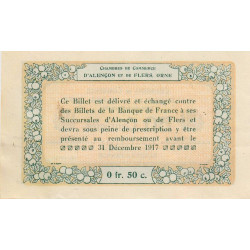 CHAMBRES DE COMMERCE
D'ALENÇON ET DE FLERS (ORNE)
Ce Billet est délivré et échangé contre
des Billets de la Banque de France à ses
Succursales d'Alençon ou de Flers et
devra sous peine de prescription y être
présenté au remboursement avant le
31 Décembre 1917
0 fr. 50 c.